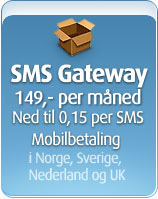 SMS Gateway
149,- per måned
Ned til 0,15 per SMS
Mobilbetaling
i Norge, Sverige,
Nederland og UK